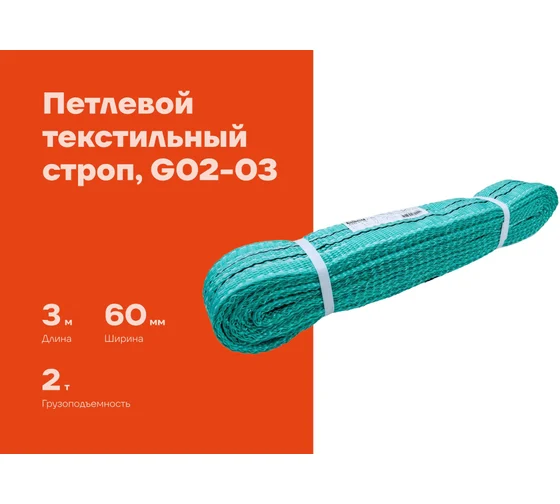 Петлевой
текстильный
строп, G02-03
3 м
60 мм
Длина
Ширина
2 т
Грузоподъемность